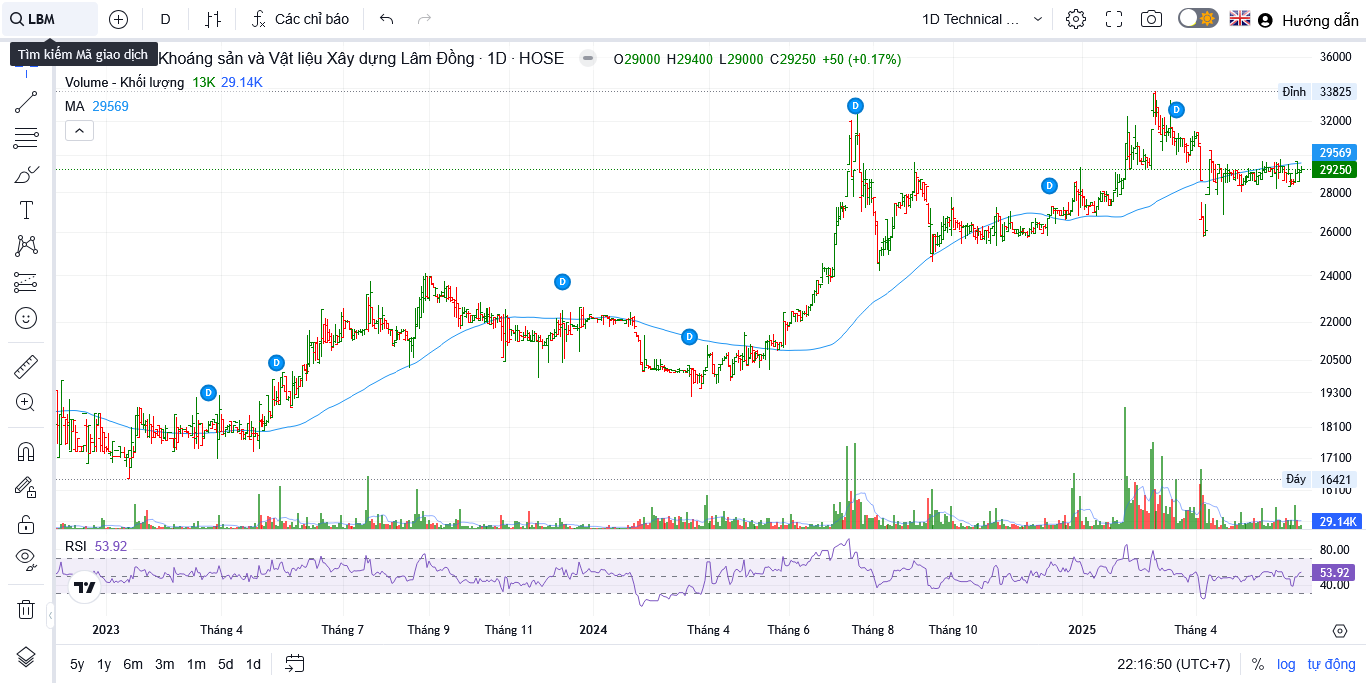 LBM
D
Các chỉ báo
1D Technical ...
Hướng dẫn
Tìm kiếm Mã giao dịch
Khoáng sản và Vật liệu Xây dựng Lâm Đồng · 1D · HOSE
O29000 H29400 L29000 C29250 +50 (+0.17%)
Volume - Khối lượng 13K 29.14K
MA 29569
36000
Đỉnh 33825
32000
29569
29250
28000
26000
24000
22000
20500
19300
18100
17100
Đáy 16421
16100
29.14K
D
D
D
D
D
D
D
RSI 53.92
80.00
53.92
40.00
2023
Tháng 4
Tháng 7
Tháng 9
Tháng 11
2024
Tháng 4
Tháng 6
Tháng 8
Tháng 10
2025
Tháng 4
5y 1y 6m 3m 1m 5d 1d
22:16:50 (UTC+7)
% log tự động